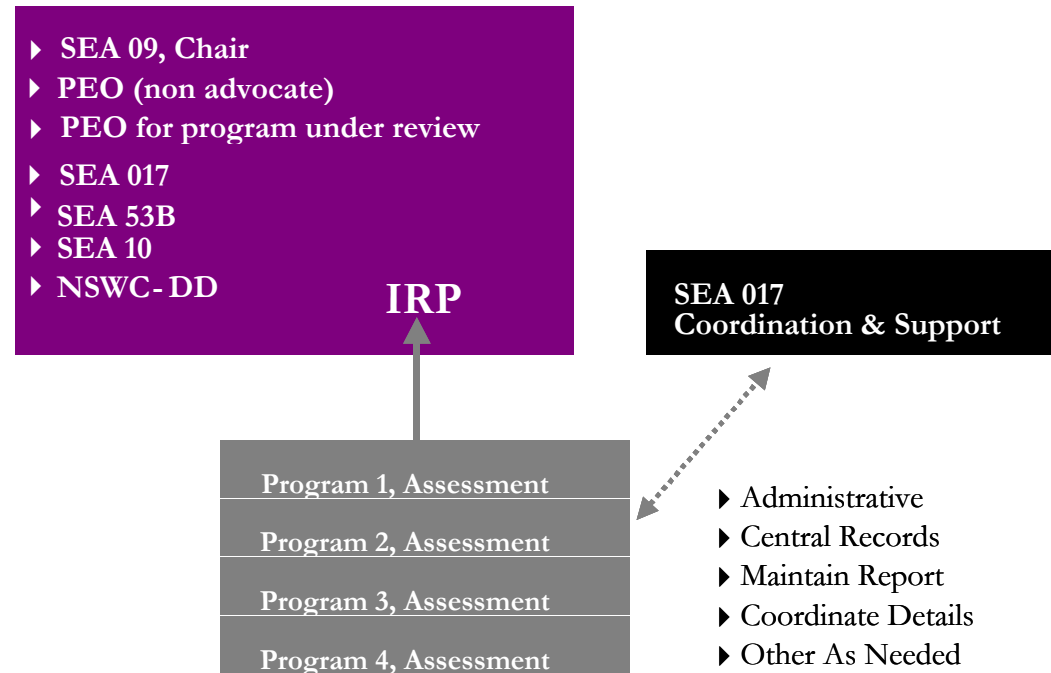 SEA 09, Chair
PEO (non advocate)
PEO for program under review
SEA 017
SEA 53B
SEA 10
NSWC- DD
IRP
SEA 017
Coordination & Support
Program 1, Assessment
Program 2, Assessment
Program 3, Assessment
Program 4, Assessment
Administrative
Central Records
Maintain Report
Coordinate Details
Other As Needed